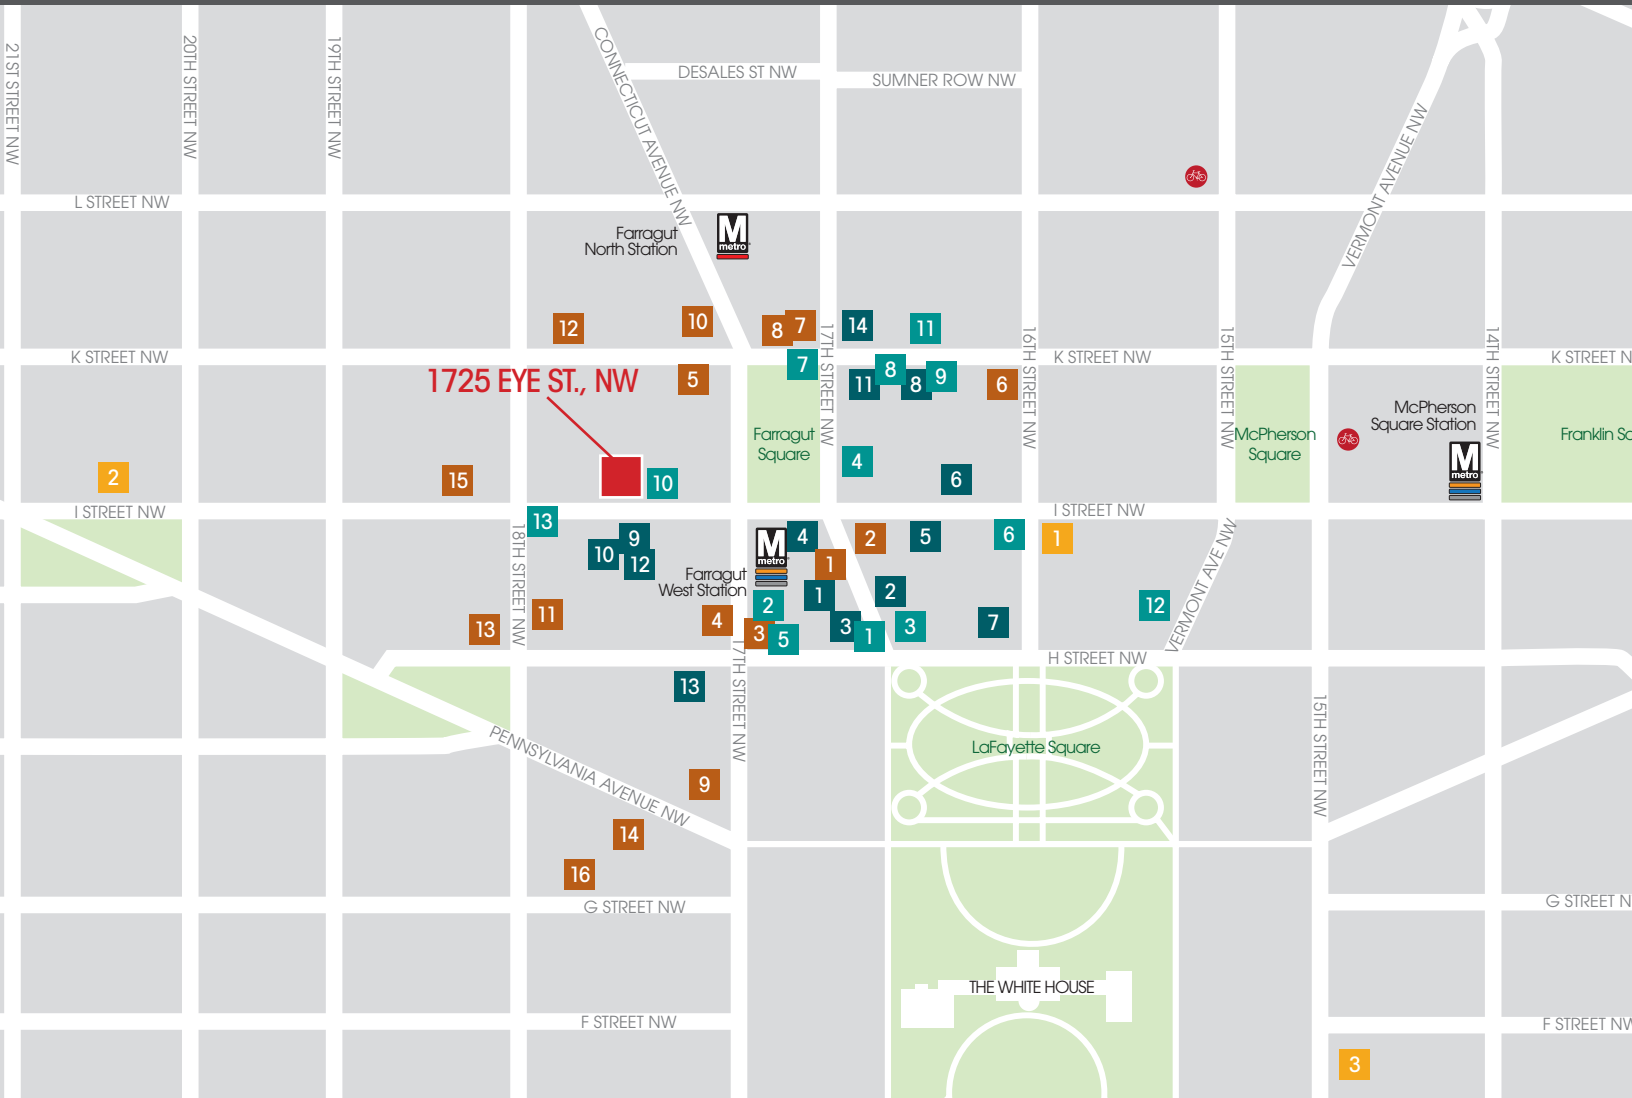 21ST STREET NW
20TH STREET NW
19TH STREET NW
CONNECTICUT AVENUE NW
DESALES ST NW
SUMNER ROW NW
VERMONT AVENUE NW
L STREET NW
Farragut
North Station
M
metro
12
10
8
7
14
11
17TH STREET NW
16TH STREET NW
15TH STREET NW
14TH STREET NW
K STREET NW
K STREET NW
K STREET N
7
8
9
11
8
6
5
1725 EYE ST., NW
McPherson
Square Station
M
metro
Farragut
Square
McPherson
Square
Franklin Sc
4
6
2
15
10
I STREET NW
I STREET NW
13
18TH STREET NW
9
10
12
M
metro
Farragut
West Station
4
2
5
6
1
1
1
2
VERMONT AVE NW
12
13
11
4
2
3
5
3
1
3
7
H STREET NW
17TH STREET NW
13
15TH STREET NW
PENNSYLVANIA AVENUE NW
LaFayette Square
9
14
16
G STREET NW
G STREET N
THE WHITE HOUSE
F STREET NW
F STREET NW
3